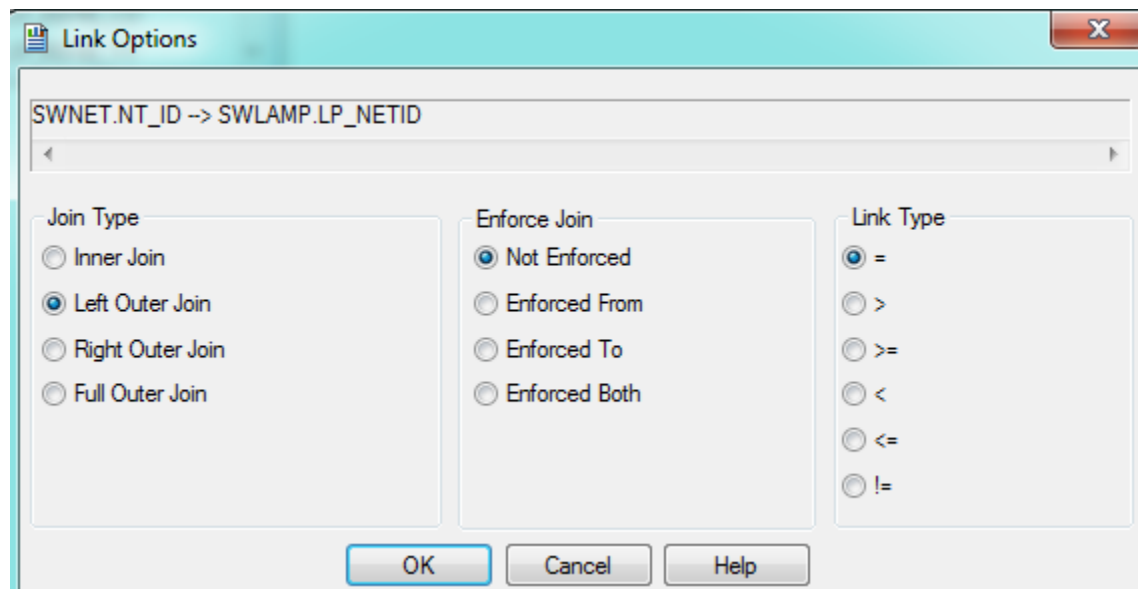 Link Options
X
SWNET.NT_ID --> SWLAMP.LP_NETID
Join Type
Inner Join
Left Outer Join
Right Outer Join
Full Outer Join
Enforce Join
Not Enforced
Enforced From
Enforced To
Enforced Both
Link Type
=
>
>=
<
<=
!=
OK
Cancel
Help